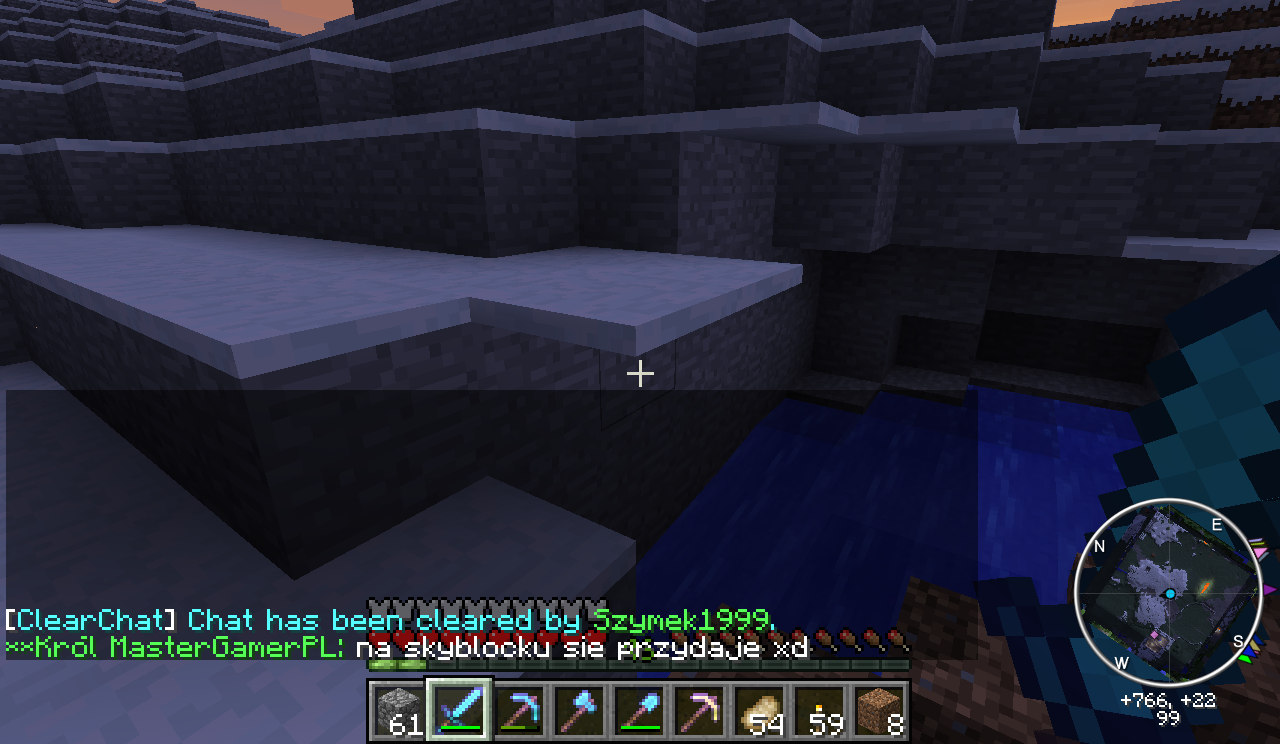 [ClearChat] Chat has been cleared by Szymek1999.
**Król MasterGamerPL: na skyblocku sie przydaje xd
N
E
S
W
+766, +22
99
61
54
59
8